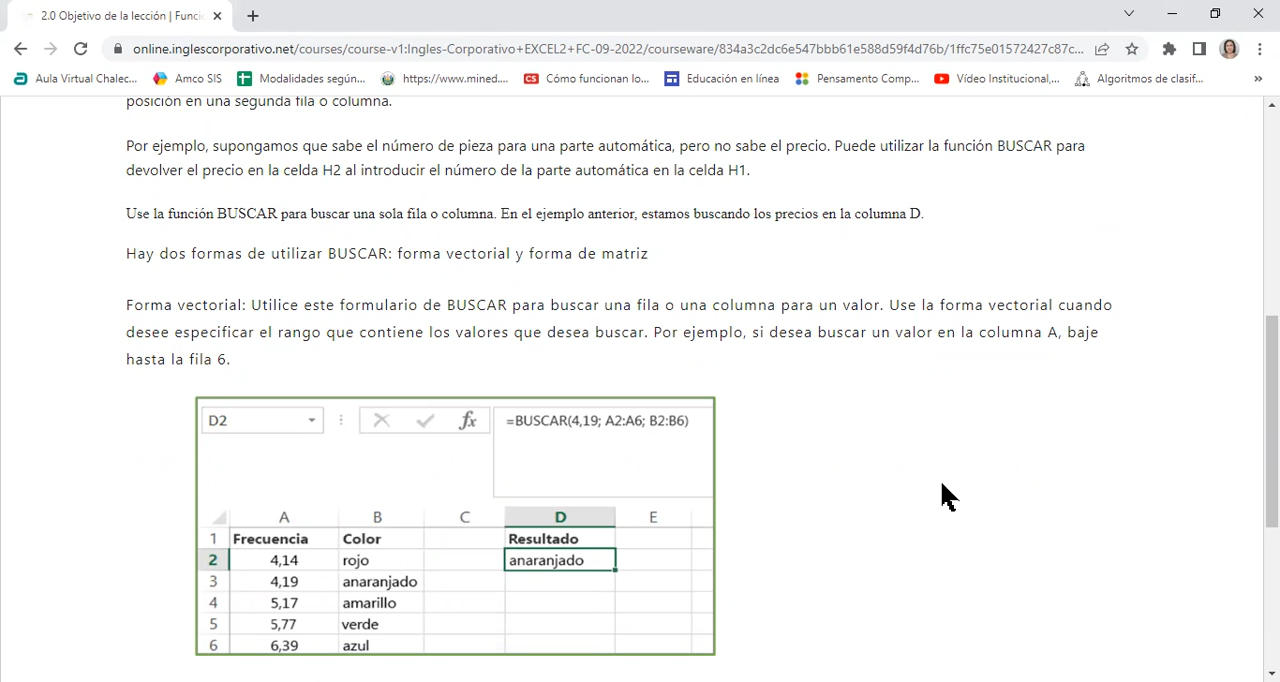 2.0 Objetivo de la lección | Funci
online.inglescorporativo.net/courses/course-v1:Ingles-Corporativo+EXCEL2+FC-09-2022/courseware/834a3c2dc6e547bbb61e588d59f4d76b/1ffc75e01572427c87c...
Aula Virtual Chalec... Amco SIS Modalidades según... https://www.mined.... CS Cómo funcionan lo... Educación en línea Pensamento Comp... Vídeo Institucional,... Algoritmos de clasif... »
posición en una segunda fila o columna.
Por ejemplo, supongamos que sabe el número de pieza para una parte automática, pero no sabe el precio. Puede utilizar la función BUSCAR para
devolver el precio en la celda H2 al introducir el número de la parte automática en la celda H1.
Use la función BUSCAR para buscar una sola fila o columna. En el ejemplo anterior, estamos buscando los precios en la columna D.
Hay dos formas de utilizar BUSCAR: forma vectorial y forma de matriz
Forma vectorial: Utilice este formulario de BUSCAR para buscar una fila o una columna para un valor. Use la forma vectorial cuando
desee especificar el rango que contiene los valores que desea buscar. Por ejemplo, si desea buscar un valor en la columna A, baje
hasta la fila 6.
D2 fx =BUSCAR(4,19; A2:A6; B2:B6)
A B C D E
1 Frecuencia Color Resultado
2 4,14 rojo anaranjado
3 4,19 anaranjado
4 5,17 amarillo
5 5,77 verde
6 6,39 azul